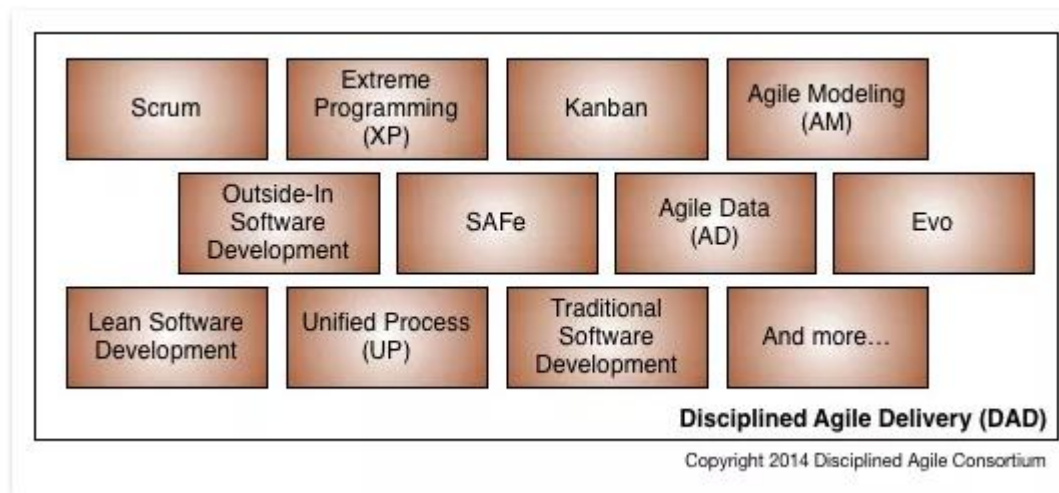 Scrum
Extreme
Programming
(XP)
Kanban
Agile Modeling
(AM)
Outside-In
Software
Development
SAFe
Agile Data
(AD)
Evo
Lean Software
Development
Unified Process
(UP)
Traditional
Software
Development
And more…
Disciplined Agile Delivery (DAD)
Copyright 2014 Disciplined Agile Consortium